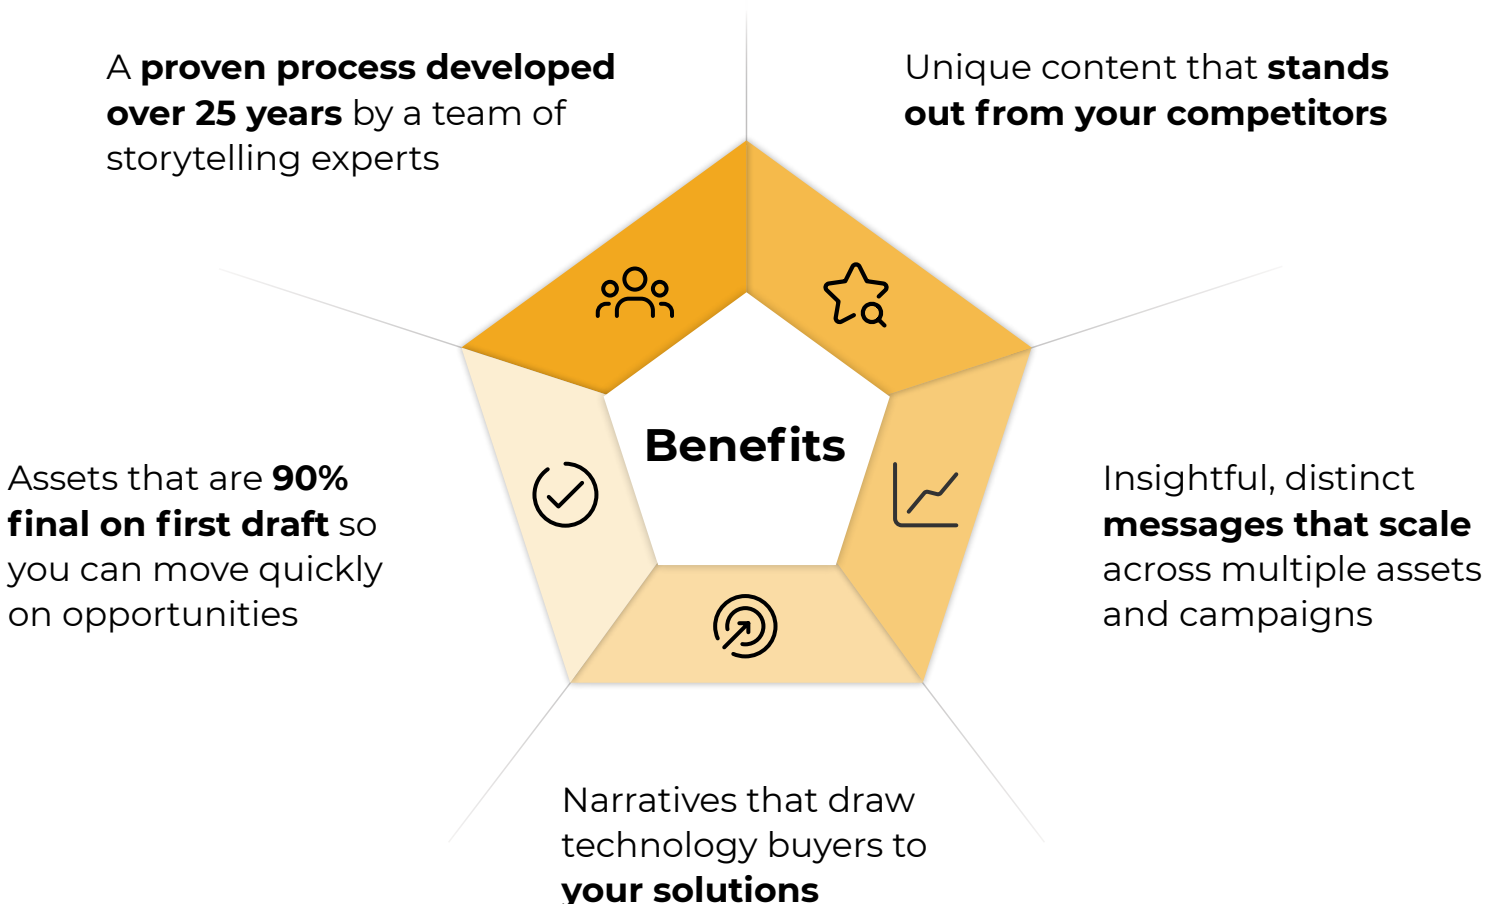 A proven process developed
over 25 years by a team of
storytelling experts
Unique content that stands
out from your competitors
Benefits
Assets that are 90%
final on first draft so
you can move quickly
on opportunities
Insightful, distinct
messages that scale
across multiple assets
and campaigns
Narratives that draw
technology buyers to
your solutions